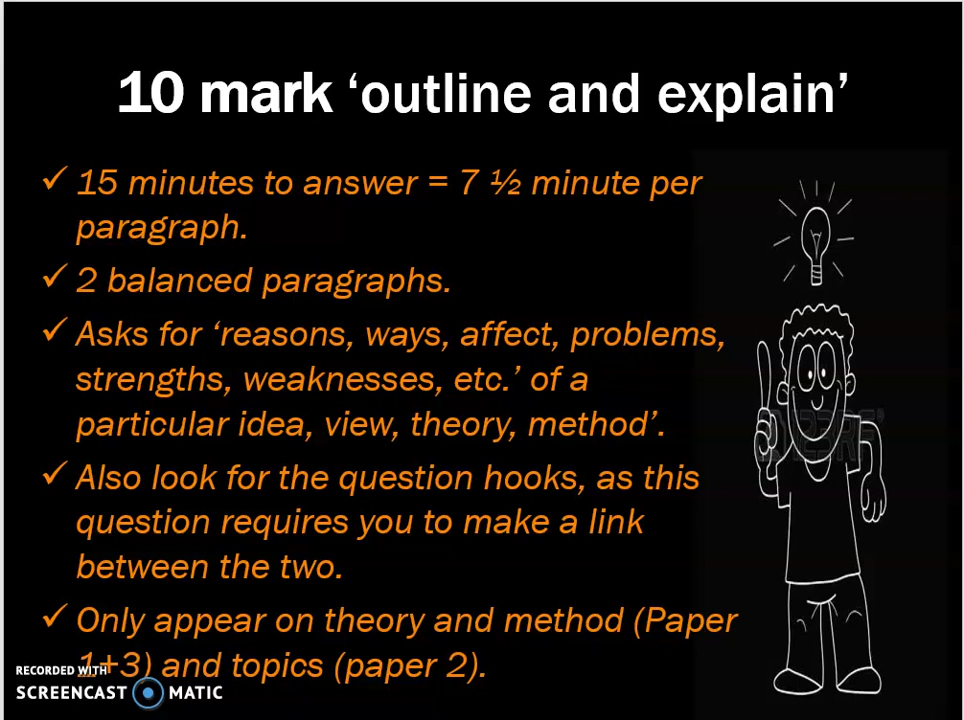 10 mark ‘outline and explain’
✓ 15 minutes to answer = 7 ½ minute per
paragraph.
✓ 2 balanced paragraphs.
✓ Asks for ‘reasons, ways, affect, problems,
strengths, weaknesses, etc.’ of a
particular idea, view, theory, method’.
✓ Also look for the question hooks, as this
question requires you to make a link
between the two.
✓ Only appear on theory and method (Paper
1+3) and topics (paper 2).
RECORDED WITH
SCREENCAST MATIC